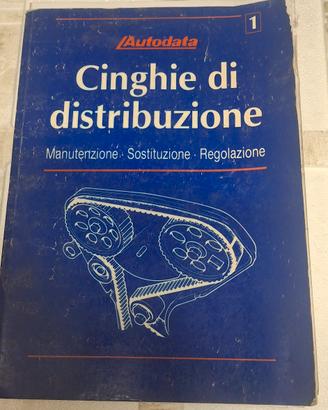 Autodata
1
Cinghie di
distribuzione
Manutenzione · Sostituzione · Regolazione